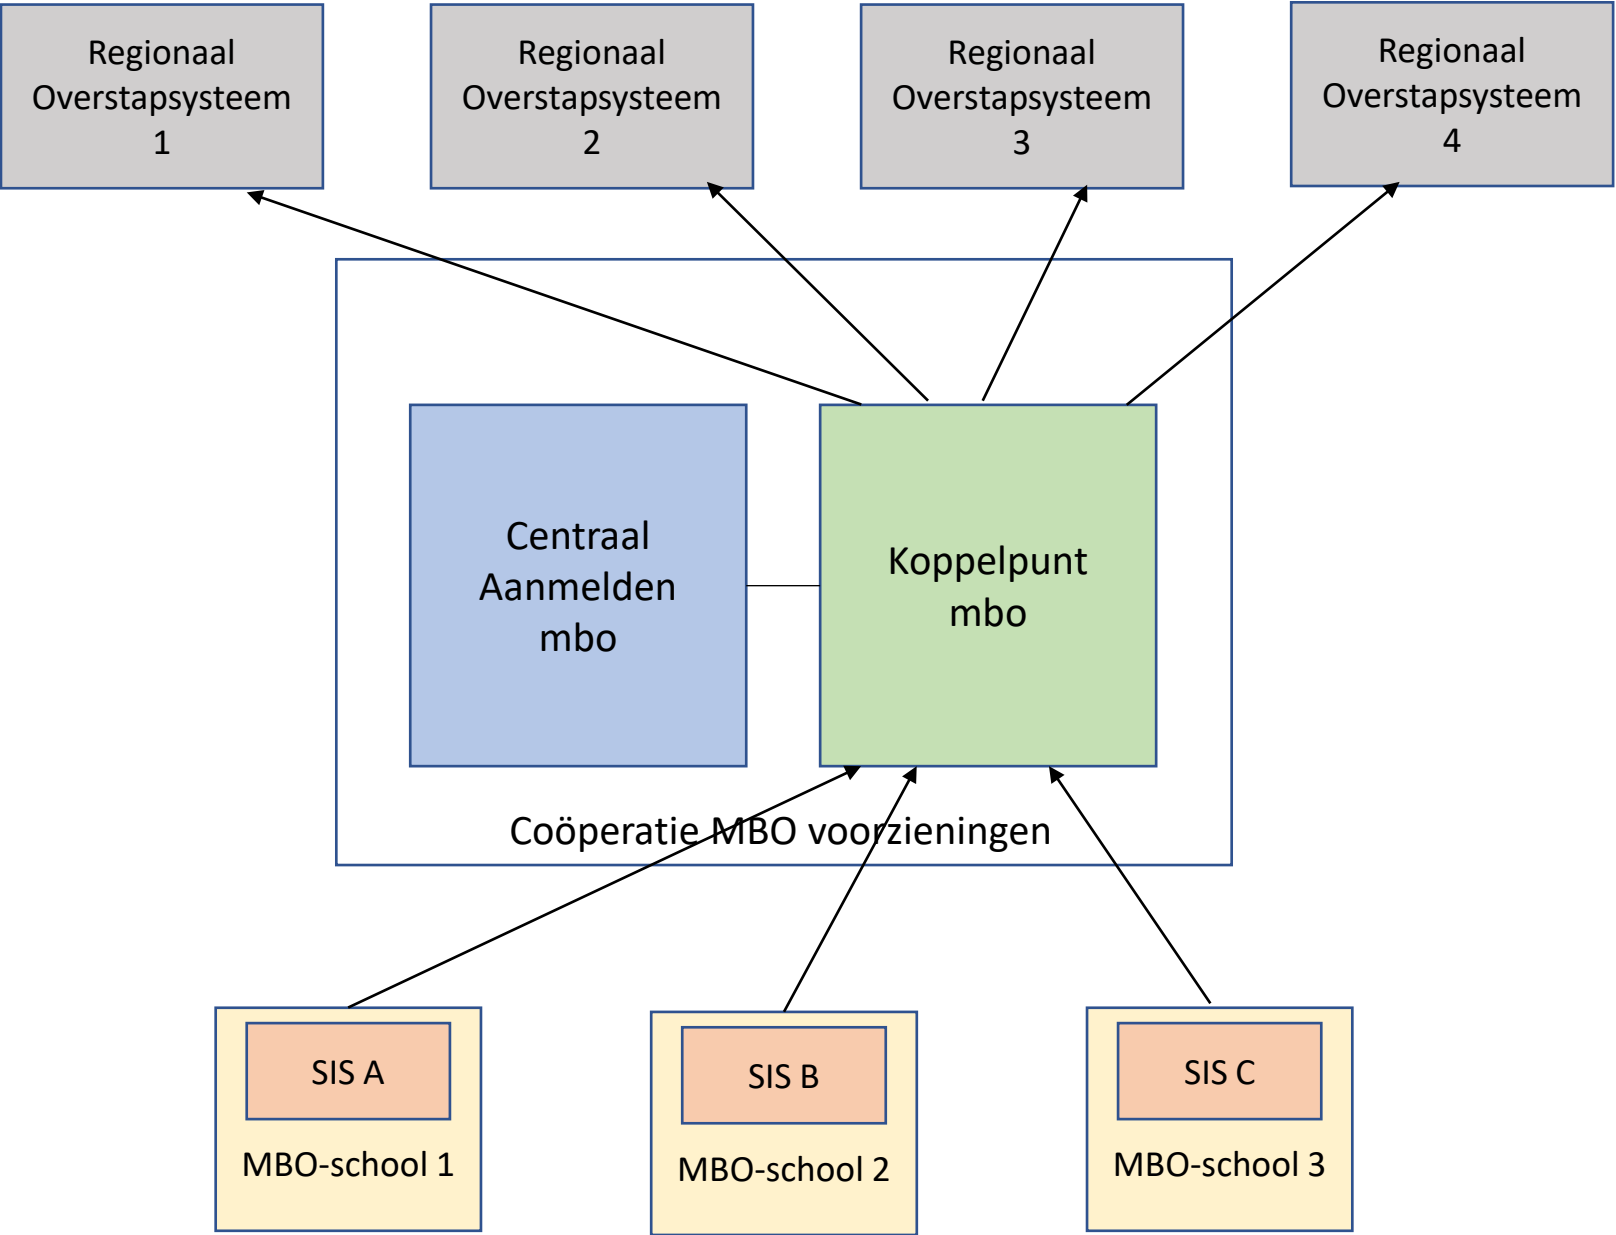 Regionaal
Overstapsysteem
1
Regionaal
Overstapsysteem
2
Regionaal
Overstapsysteem
3
Regionaal
Overstapsysteem
4
Centraal
Aanmelden
mbo
Koppelpunt
mbo
Coöperatie MBO voorzieningen
SIS A
MBO-school 1
SIS B
MBO-school 2
SIS C
MBO-school 3